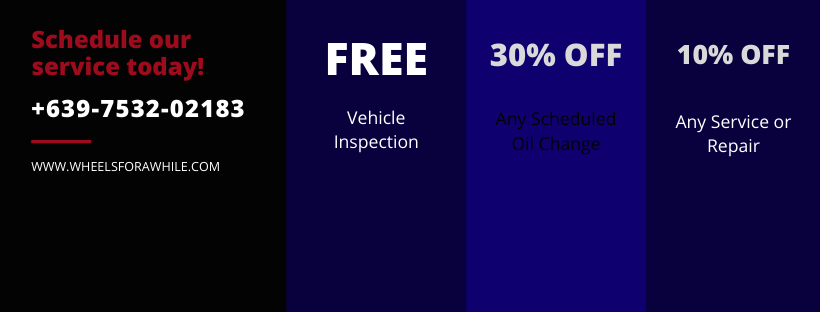 Schedule our
service today!
+639-7532-02183
WWW.WHEELSFORAWHILE.COM
FREE
Vehicle
Inspection
30% OFF
Any Scheduled
Oil Change
10% OFF
Any Service or
Repair